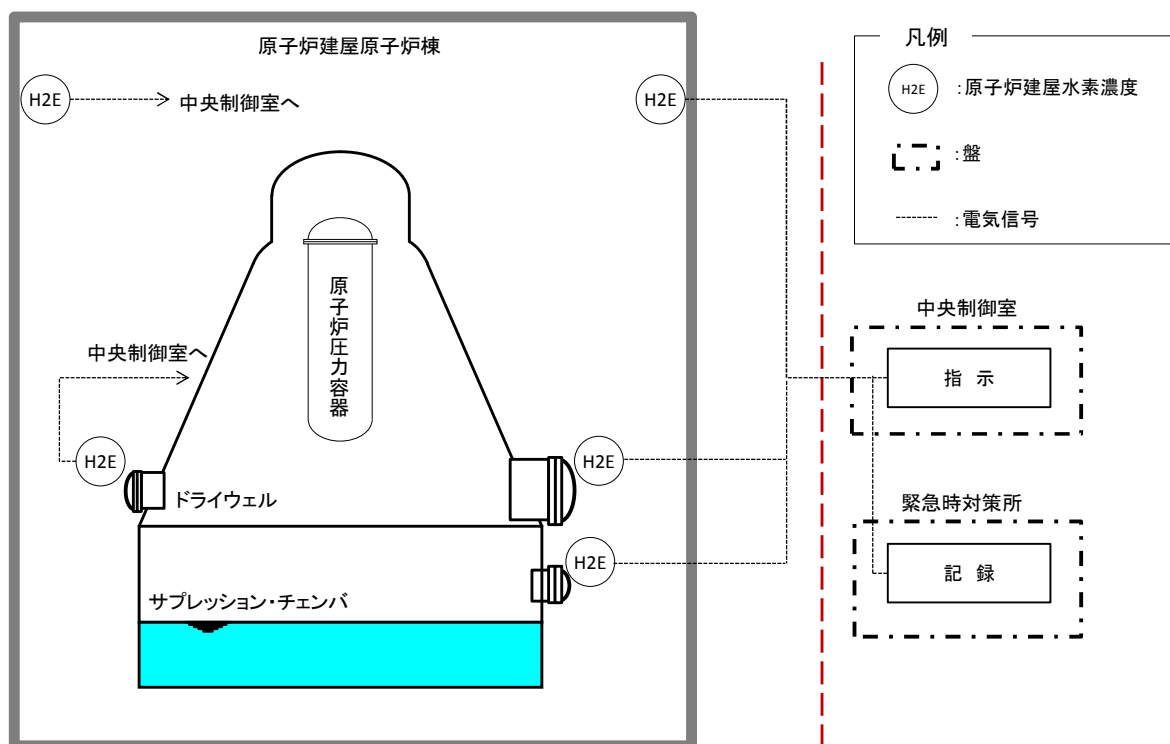 原子炉建屋原子炉棟
H2E
中央制御室へ
H2E
原子炉圧力容器
中央制御室へ
H2E
H2E
ドライウェル
H2E
サプレッション・チェンバ
凡例
H2E
:原子炉建屋水素濃度
:盤
:電気信号
中央制御室
指 示
緊急時対策所
記 録